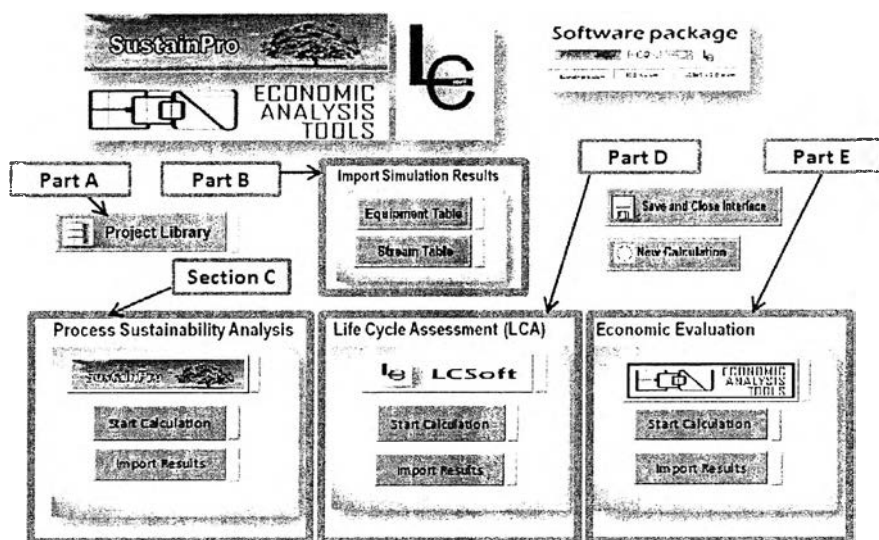 SustainPro
LC
Software package
ECONOMIC
ANALYSIS
TOOLS
Part A
Part B
Part D
Part E
Import Simulation Results
Equipment Table
Stream Table
Project Library
Save and Close Interface
New Calculation
Section C
Process Sustainability Analysis
SustainPro
Start Calculation
Import Results
Life Cycle Assessment (LCA)
LCSoft
Start Calculation
Import Results
Economic Evaluation
ECONOMIC
ANALYSIS
TOOLS
Start Calculation
Import Results